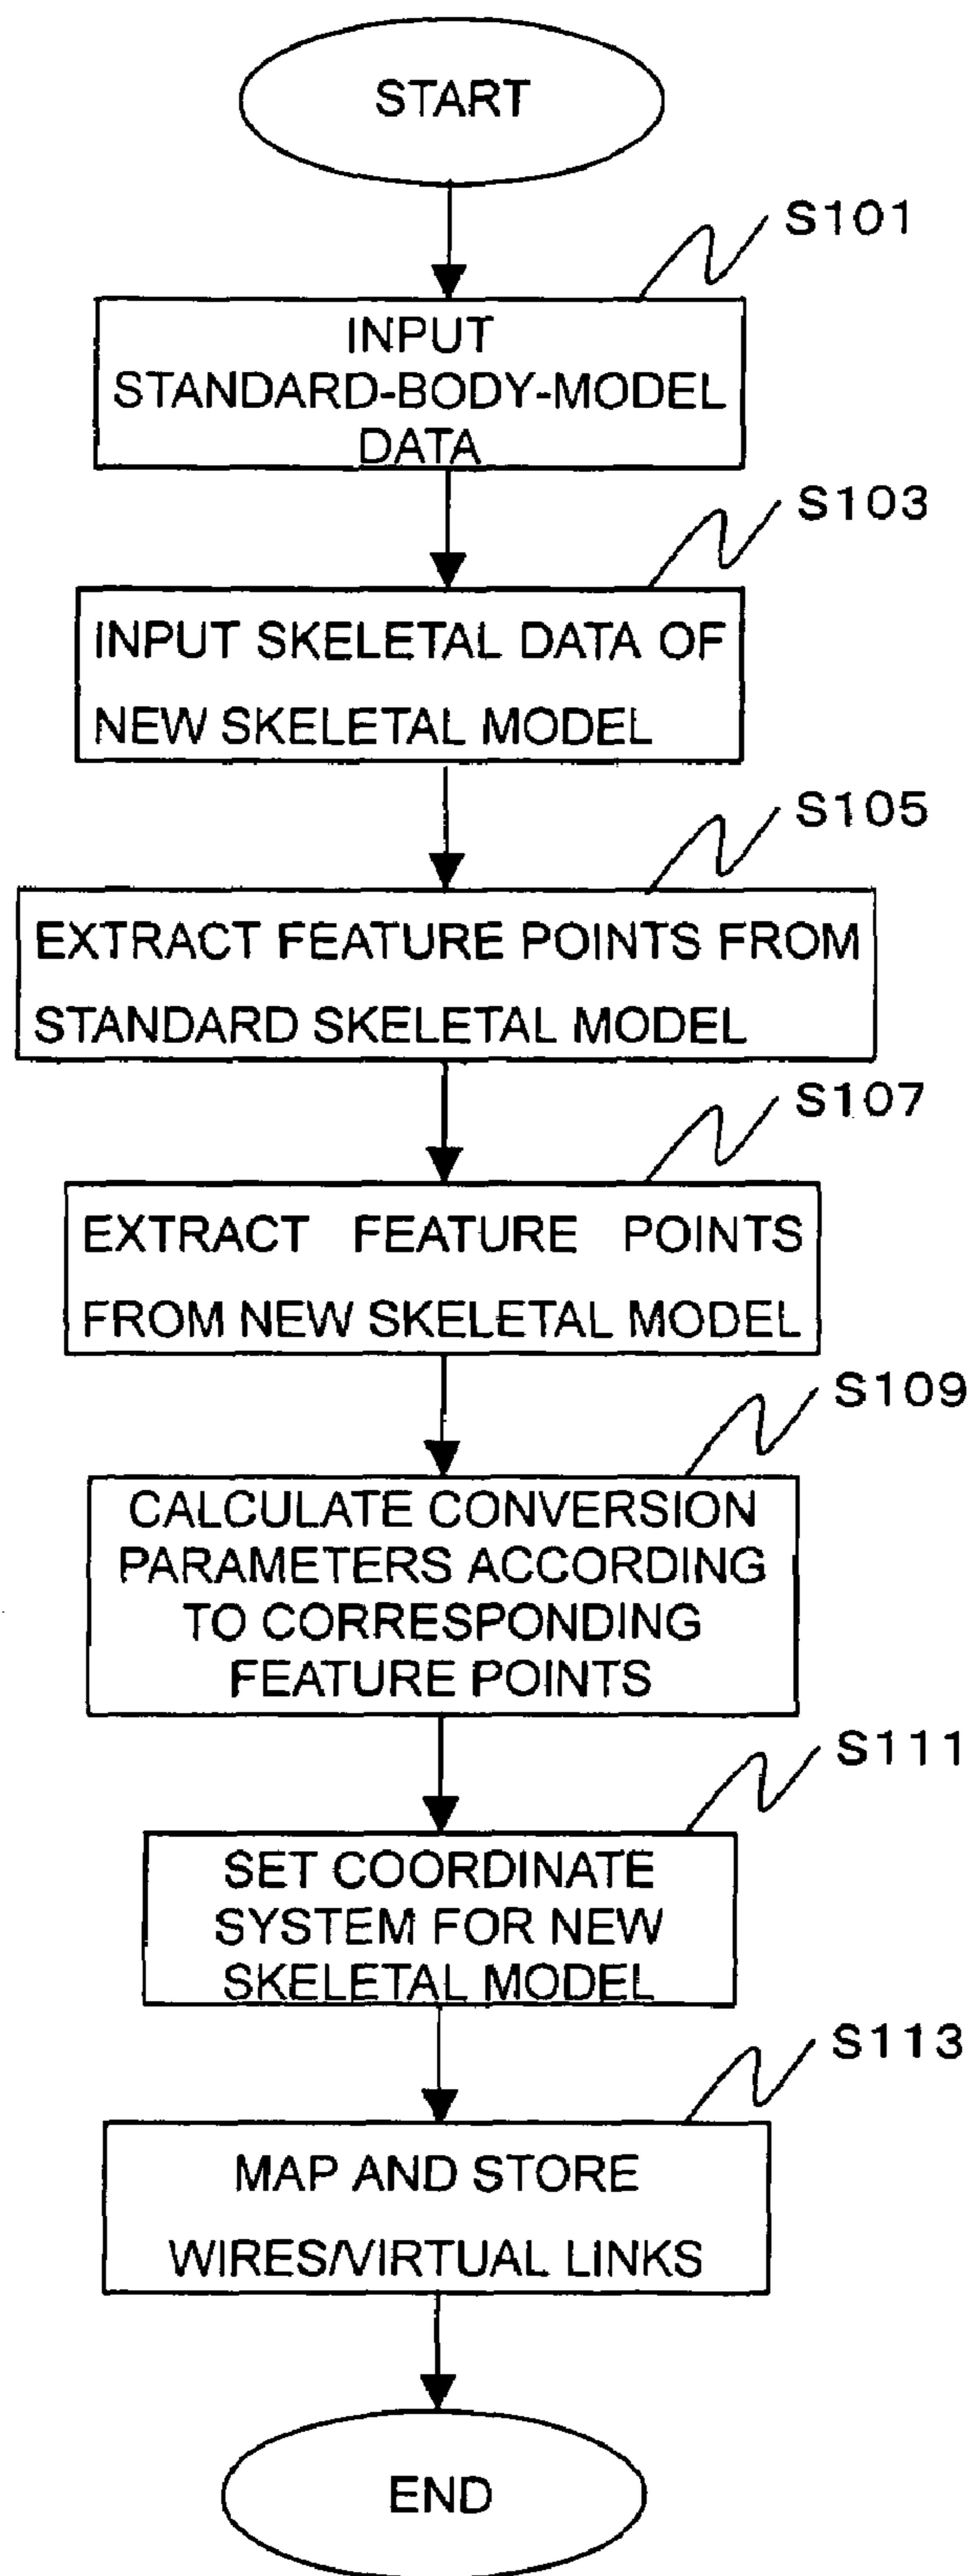 START
S101
INPUT
STANDARD-BODY-MODEL
DATA
S103
INPUT SKELETAL DATA OF
NEW SKELETAL MODEL
S105
EXTRACT FEATURE POINTS FROM
STANDARD SKELETAL MODEL
S107
EXTRACT FEATURE POINTS
FROM NEW SKELETAL MODEL
S109
CALCULATE CONVERSION
PARAMETERS ACCORDING
TO CORRESPONDING
FEATURE POINTS
S111
SET COORDINATE
SYSTEM FOR NEW
SKELETAL MODEL
S113
MAP AND STORE
WIRES/VIRTUAL LINKS
END